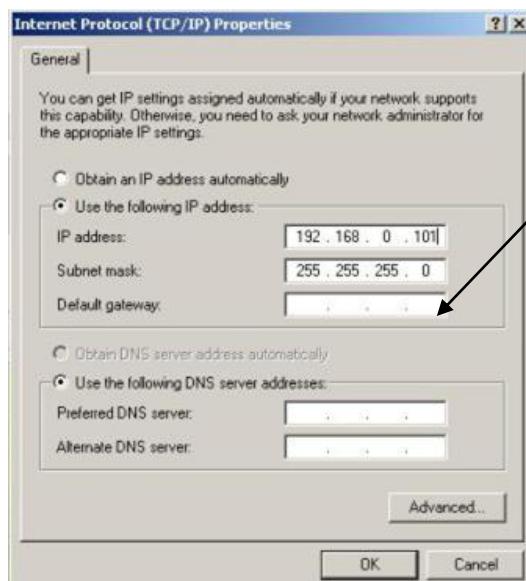 Internet Protocol (TCP/IP) Properties
General
You can get IP settings assigned automatically if your network supports
this capability. Otherwise, you need to ask your network administrator for
the appropriate IP settings.
Obtain an IP address automatically
Use the following IP address:
IP address: 192 . 168 . 0 . 101
Subnet mask: 255 . 255 . 255 . 0
Default gateway: . . .
Obtain DNS server address automatically
Use the following DNS server addresses:
Preferred DNS server: . . .
Alternate DNS server: . . .
Advanced...
OK Cancel